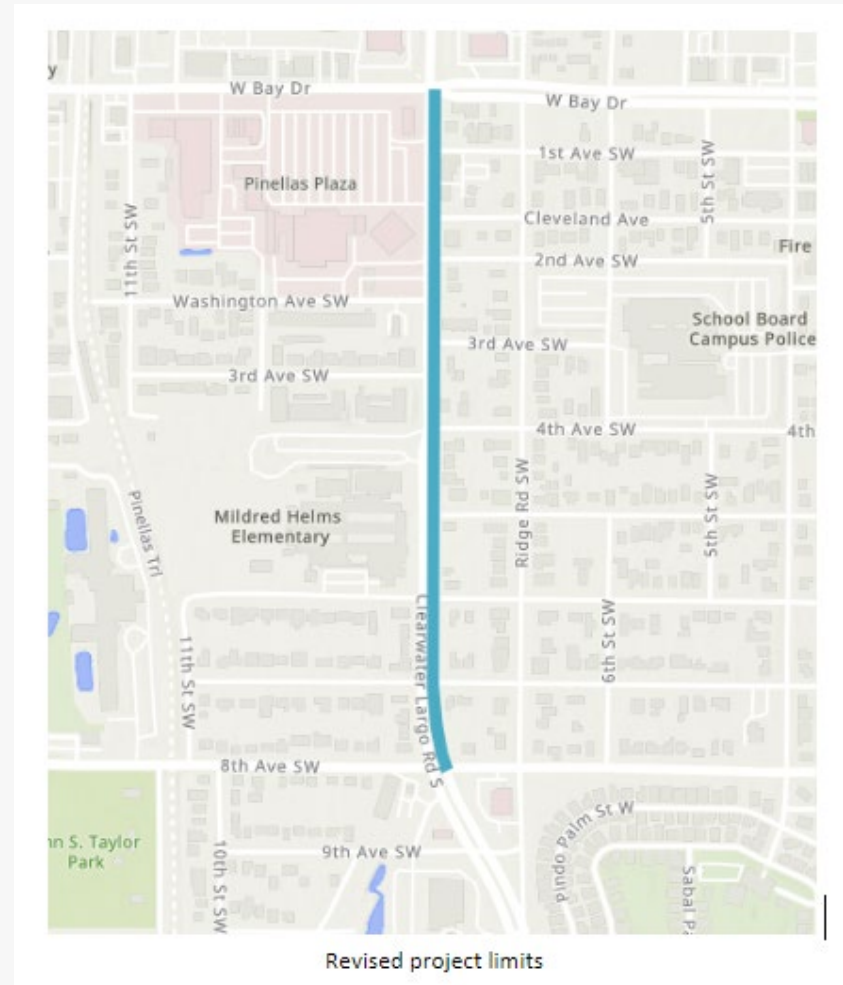 y
W Bay Dr
W Bay Dr
1st Ave SW
5th St SW
Pinellas Plaza
11th St SW
Cleveland Ave
Fire
2nd Ave SW
Washington Ave SW
School Board
Campus Police
3rd Ave SW
3rd Ave SW
4th Ave SW
4th
Ridge Rd SW
5th St SW
Pinellas Trl
Mildred Helms
Elementary
Clearwater Largo Rd S
6th St SW
11th St SW
8th Ave SW
Pindo Palm St W
nn S. Taylor
Park
10th St SW
9th Ave SW
Sabal Pa
Revised project limits